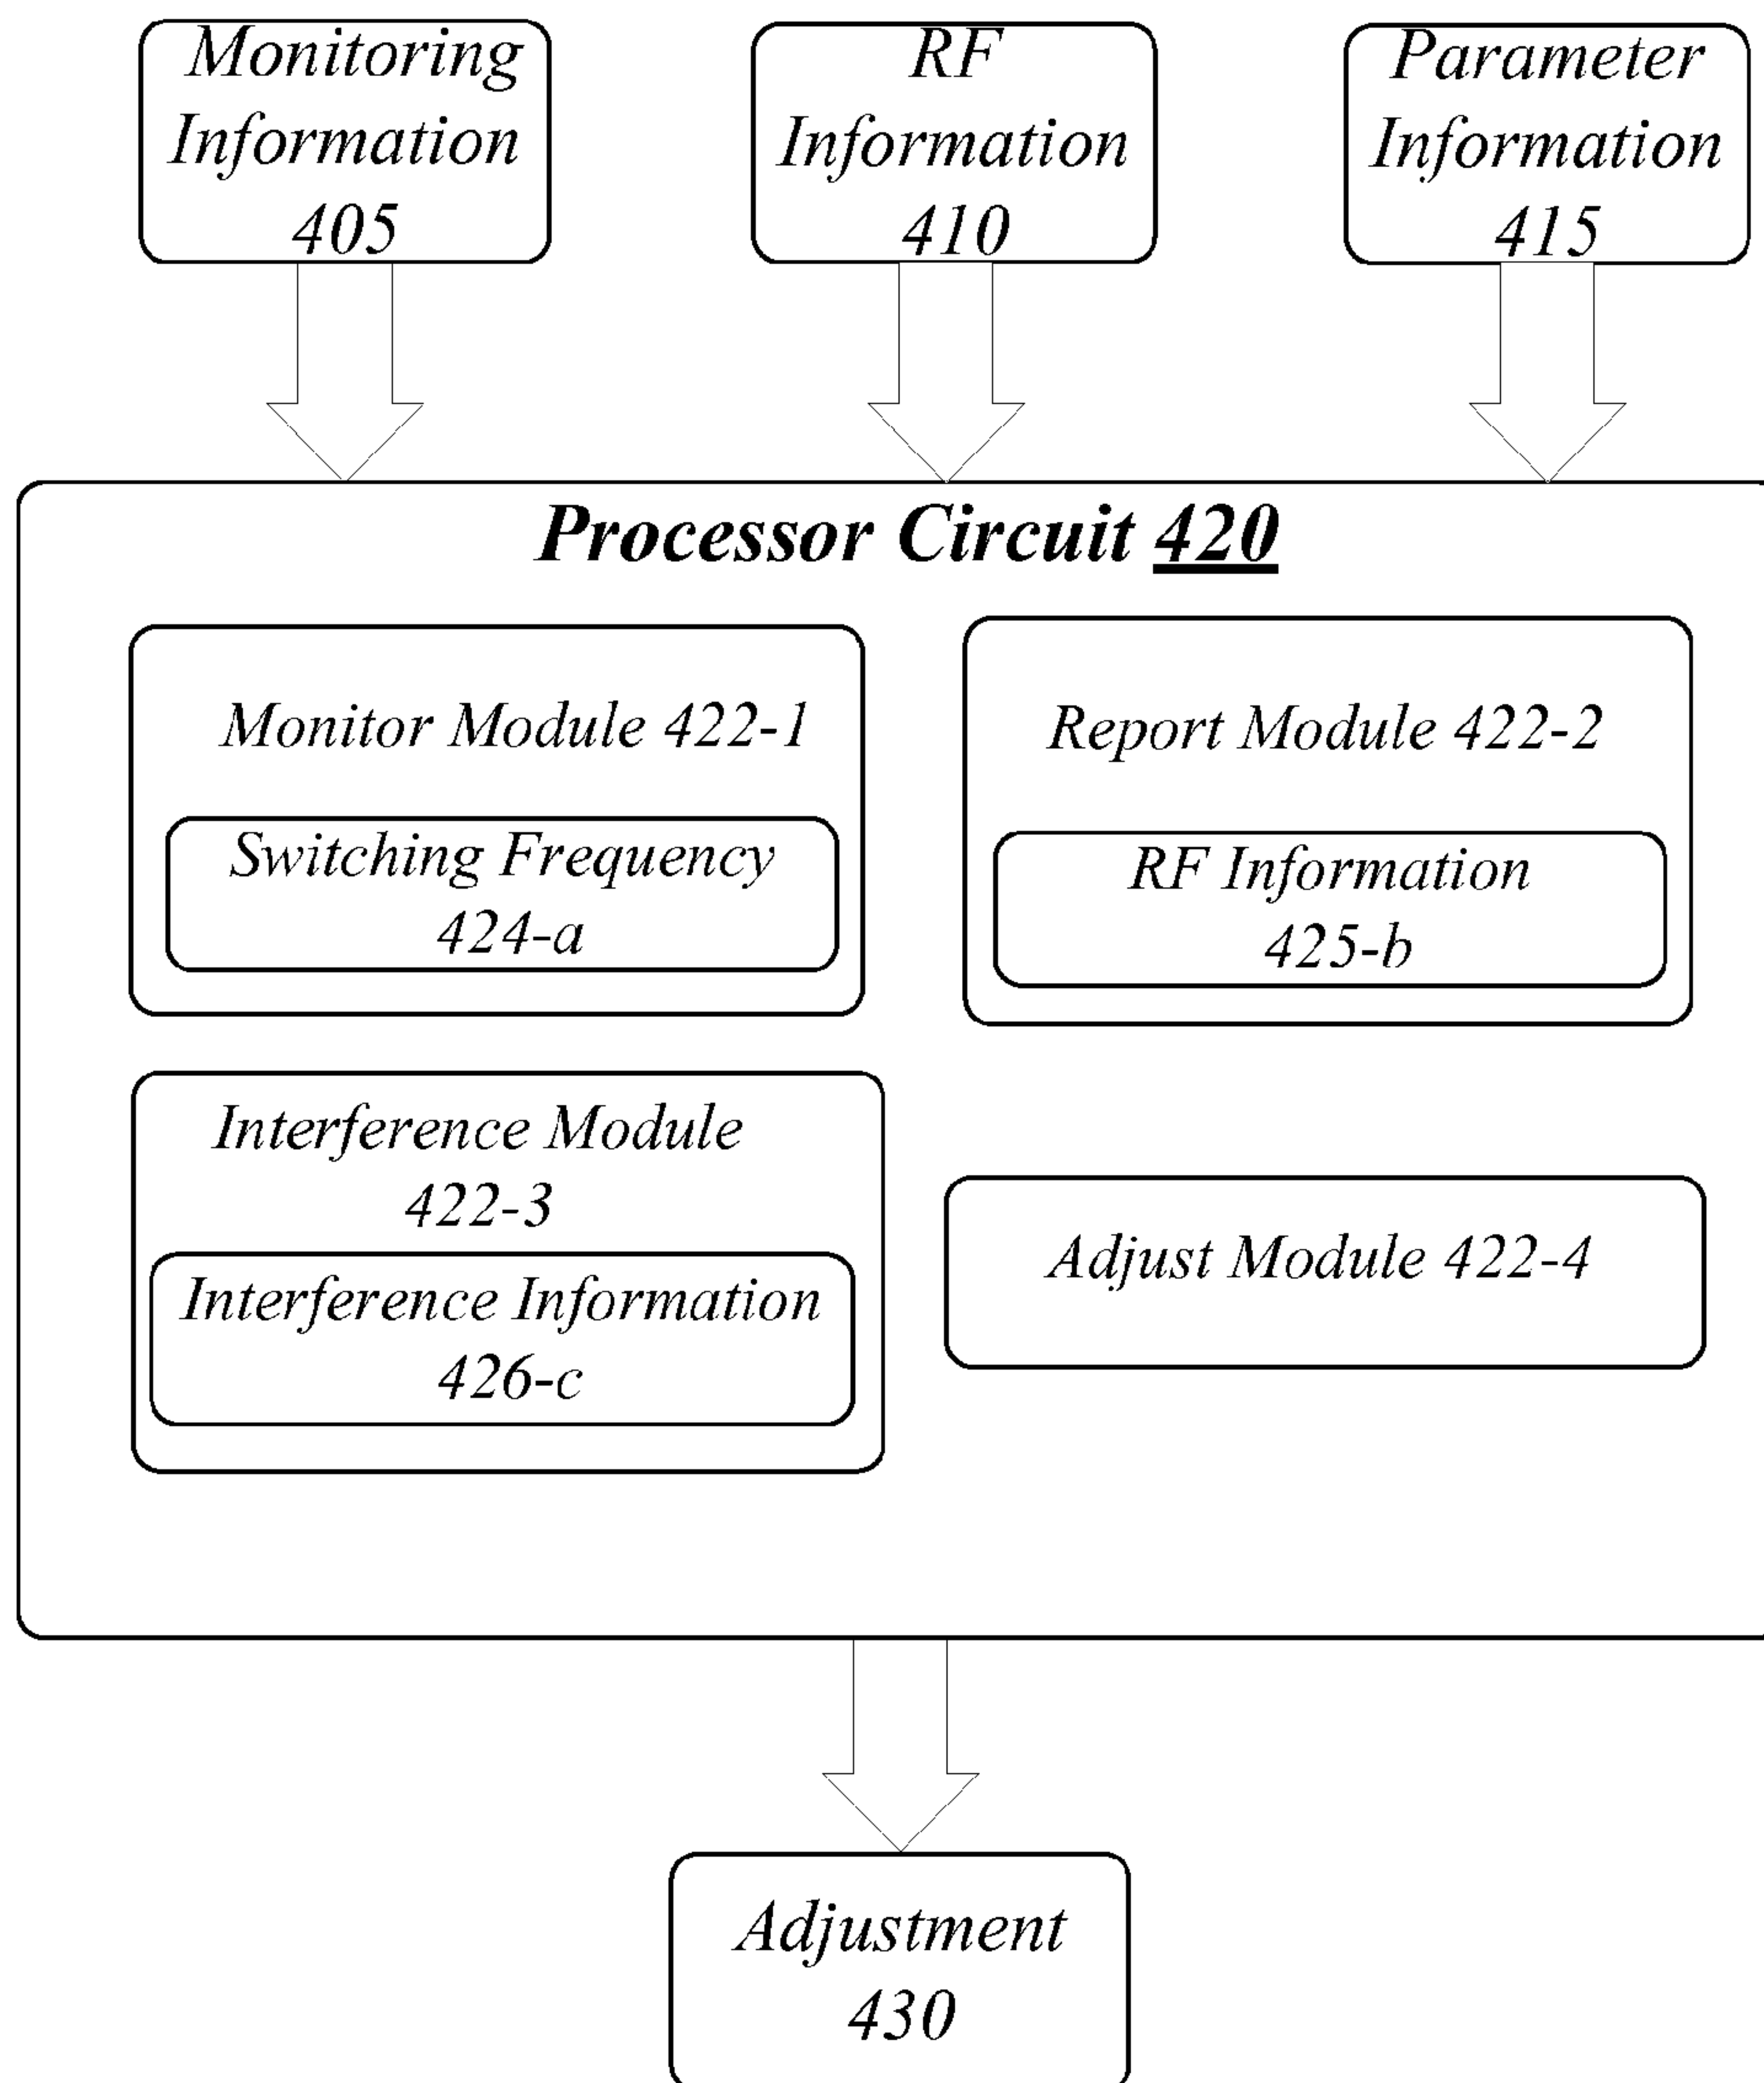 Monitoring
Information
405
RF
Information
410
Parameter
Information
415
Processor Circuit 420
Monitor Module 422-1
Switching Frequency
424-a
Report Module 422-2
RF Information
425-b
Interference Module
422-3
Interference Information
426-c
Adjust Module 422-4
Adjustment
430